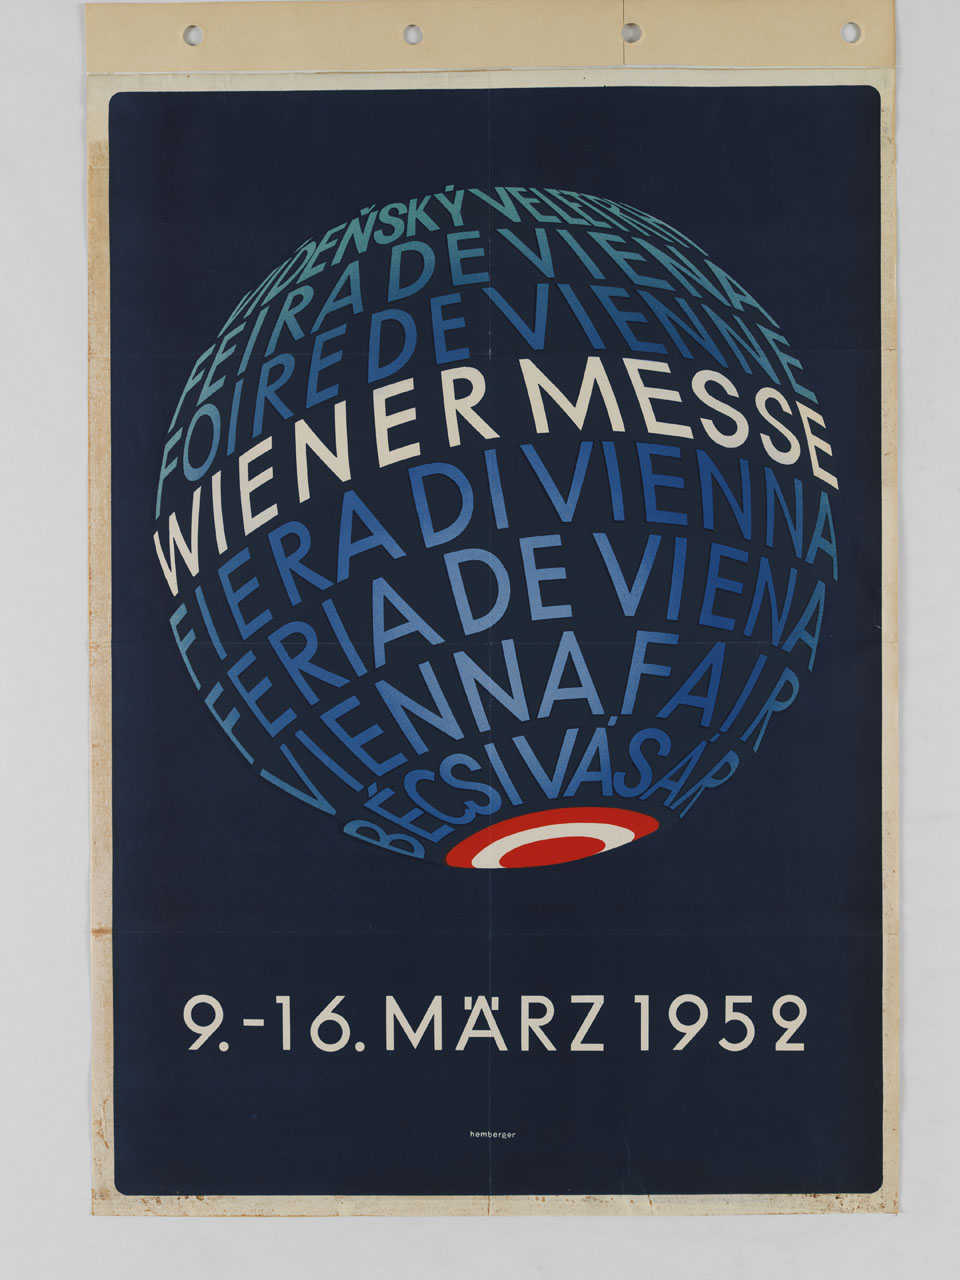 VÍDEŇSKÝ VELETRH
FEIRA DE VIENA
FOIRE DE VIENNE
WIENER MESSE
FIERA DI VIENNA
FERIA DE VIENA
VIENNA FAIR
BÉCSI VÁSÁR
9.-16. MÄRZ 1952
hemberger